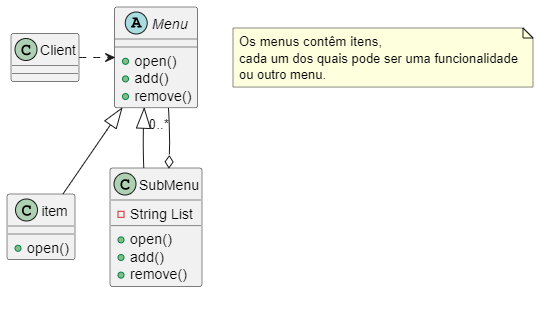 A Menu
open()
add()
remove()
C Client
Os menus contêm itens,
cada um dos quais pode ser uma funcionalidade
ou outro menu.
0..*
C item
open()
C SubMenu
String List
open()
add()
remove()